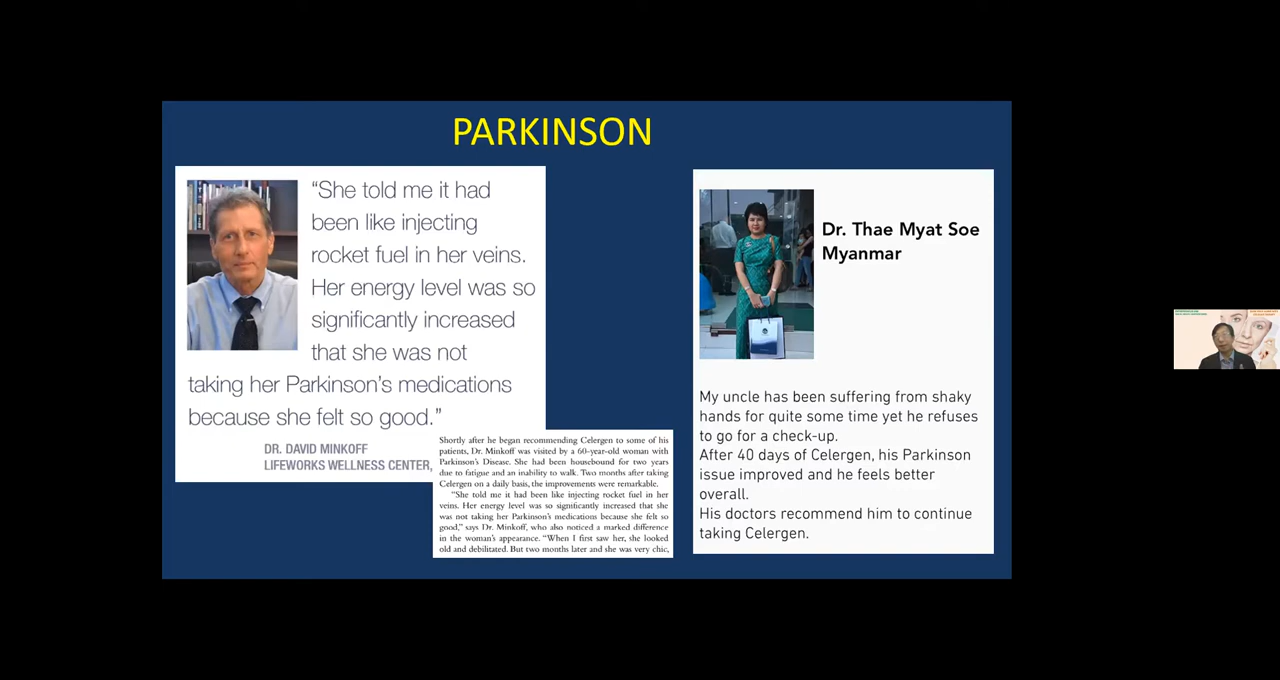 PARKINSON
“She told me it had
been like injecting
rocket fuel in her veins.
Her energy level was so
significantly increased
that she was not
taking her Parkinson’s medications
because she felt so good.”
DR. DAVID MINKOFF
LIFEWORKS WELLNESS CENTER,
Shortly after he began recommending Celergen to some of his
patients, Dr. Minkoff was visited by a 60-year-old woman with
Parkinson’s Disease. She had been housebound for two years
due to fatigue and an inability to walk. Two months after taking
Celergen on a daily basis, the improvements were remarkable.
“She told me it had been like injecting rocket fuel in her
veins. Her energy level was so significantly increased that she
was not taking her Parkinson’s medications because she felt so
good,” says Dr. Minkoff, who also noticed a marked difference
in the woman’s appearance. “When I first saw her, she looked
old and debilitated. But two months later and she was very chic,
Dr. Thae Myat Soe
Myanmar
My uncle has been suffering from shaky
hands for quite some time yet he refuses
to go for a check-up.
After 40 days of Celergen, his Parkinson
issue improved and he feels better
overall.
His doctors recommend him to continue
taking Celergen.